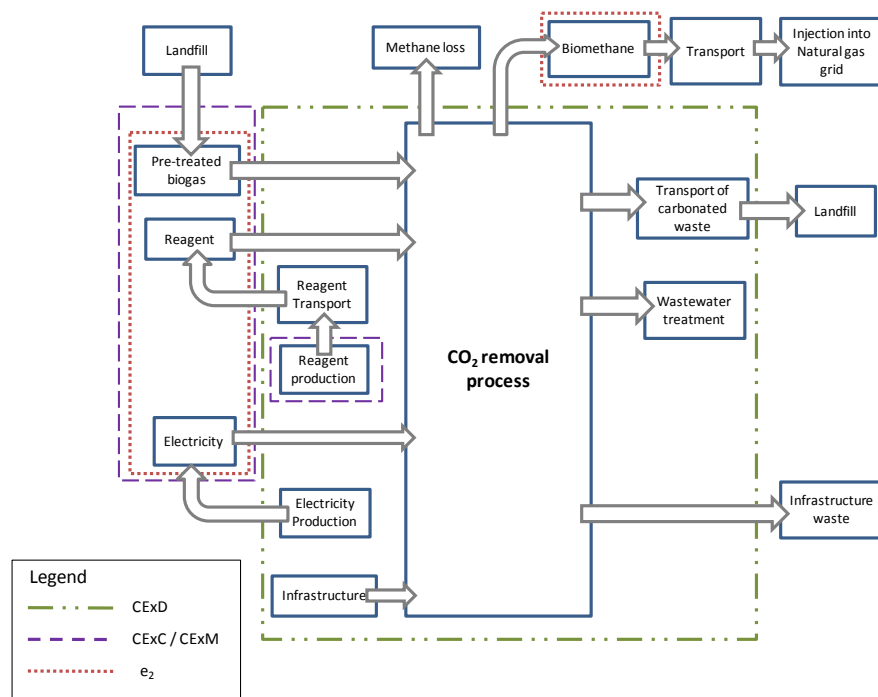 Landfill
Methane loss
Biomethane
Transport
Injection into
Natural gas
grid
Pre-treated
biogas
Transport of
carbonated
waste
Landfill
Reagent
Reagent
Transport
Wastewater
treatment
Reagent
production
CO₂ removal
process
Electricity
Electricity
Production
Infrastructure
waste
Infrastructure
Legend
CExD
CExC / CExM
e₂